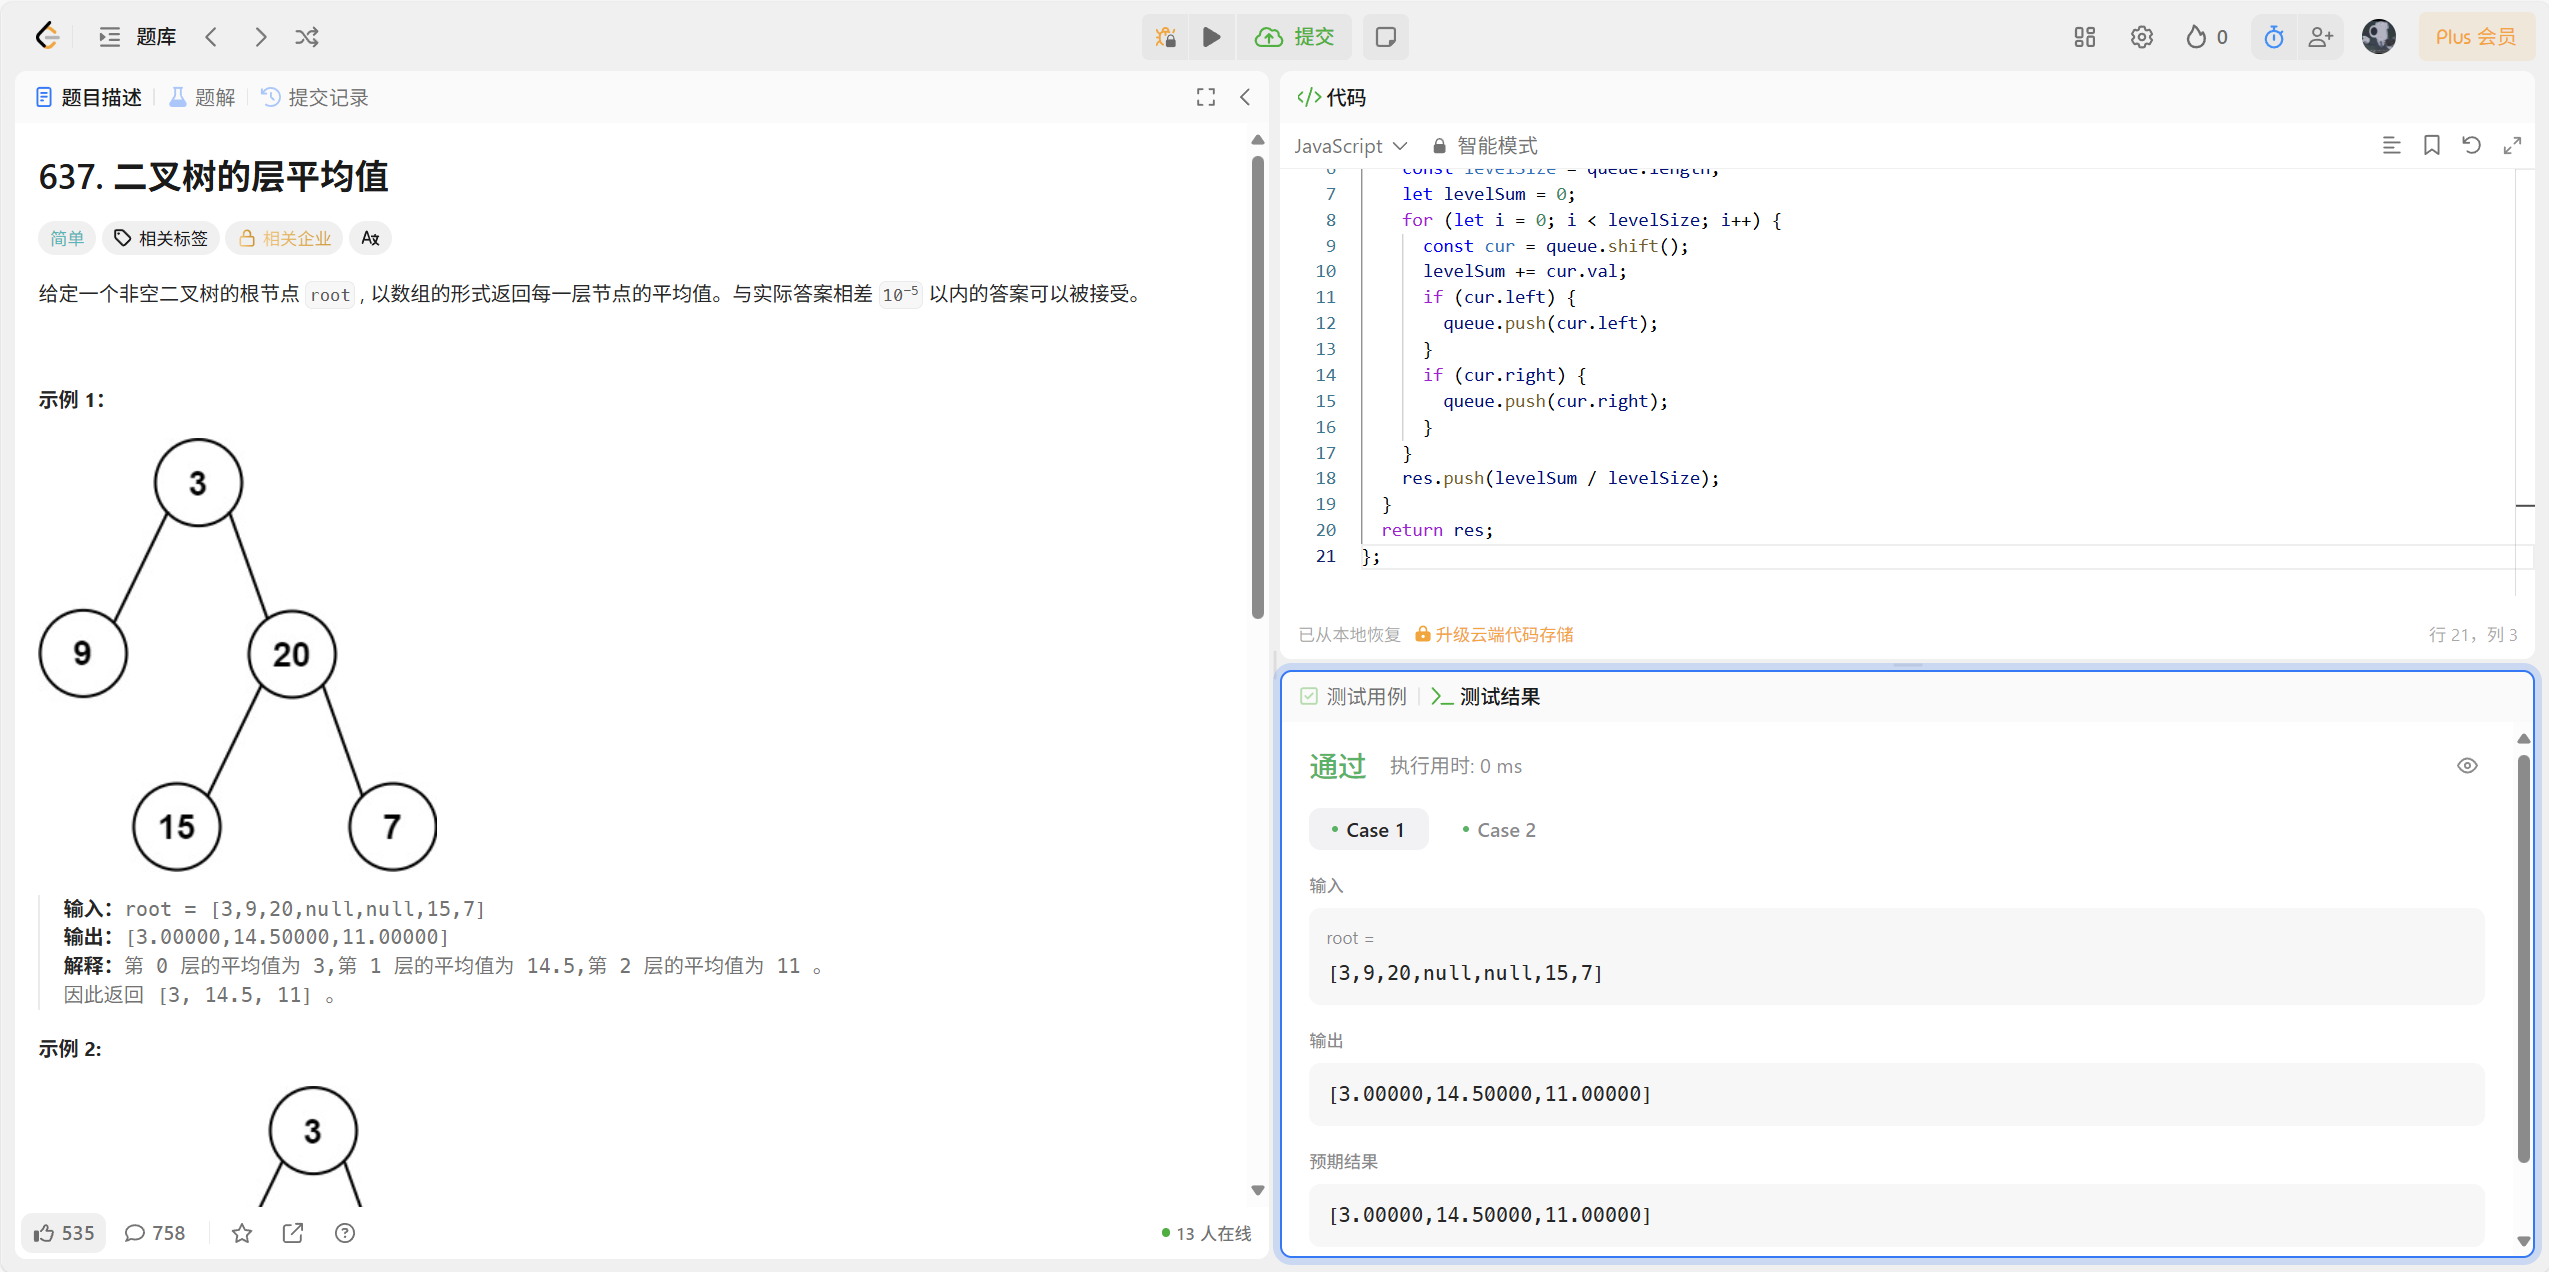 题库
提交
0
Plus 会员
题目描述
题解
提交记录
637. 二叉树的层平均值
简单
相关标签
相关企业
给定一个非空二叉树的根节点 root , 以数组的形式返回每一层节点的平均值。与实际答案相差 10⁻⁵ 以内的答案可以被接受。
示例 1：
3
9
20
15
7
输入：root = [3,9,20,null,null,15,7]
输出：[3.00000,14.50000,11.00000]
解释：第 0 层的平均值为 3,第 1 层的平均值为 14.5,第 2 层的平均值为 11 。
因此返回 [3, 14.5, 11] 。
示例 2:
3
535
758
13 人在线
代码
JavaScript
智能模式
6 const levelSize = queue.length;
7 let levelSum = 0;
8 for (let i = 0; i < levelSize; i++) {
9 const cur = queue.shift();
10 levelSum += cur.val;
11 if (cur.left) {
12 queue.push(cur.left);
13 }
14 if (cur.right) {
15 queue.push(cur.right);
16 }
17 }
18 res.push(levelSum / levelSize);
19 }
20 return res;
21 };
已从本地恢复
升级云端代码存储
行 21，列 3
测试用例
测试结果
通过
执行用时: 0 ms
Case 1
Case 2
输入
root =
[3,9,20,null,null,15,7]
输出
[3.00000,14.50000,11.00000]
预期结果
[3.00000,14.50000,11.00000]